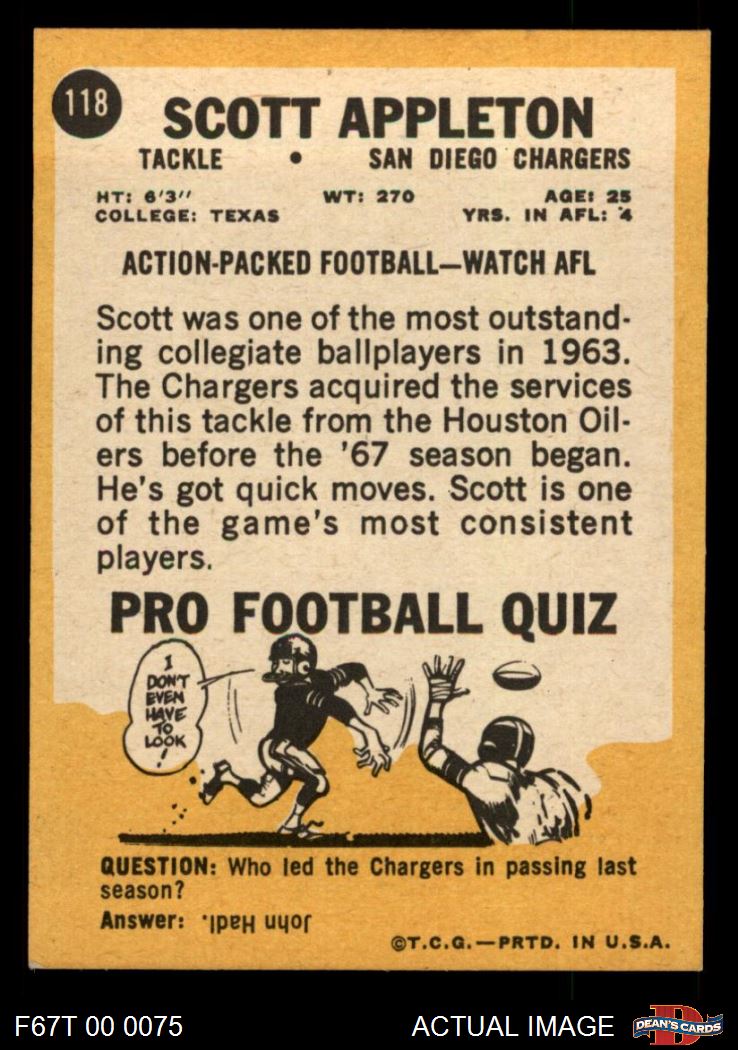 118
SCOTT APPLETON
TACKLE • SAN DIEGO CHARGERS
HT: 6'3" WT: 270 AGE: 25
COLLEGE: TEXAS YRS. IN AFL: 4
ACTION-PACKED FOOTBALL—WATCH AFL
Scott was one of the most outstand-
ing collegiate ballplayers in 1963.
The Chargers acquired the services
of this tackle from the Houston Oil-
ers before the '67 season began.
He's got quick moves. Scott is one
of the game's most consistent
players.
PRO FOOTBALL QUIZ
I
DON'T
EVEN
HAVE
TO
LOOK
!
QUESTION: Who led the Chargers in passing last
season?
Answer: John Hadl.
©T.C.G.—PRTD. IN U.S.A.
F67T 00 0075 ACTUAL IMAGE
DEAN'S CARDS